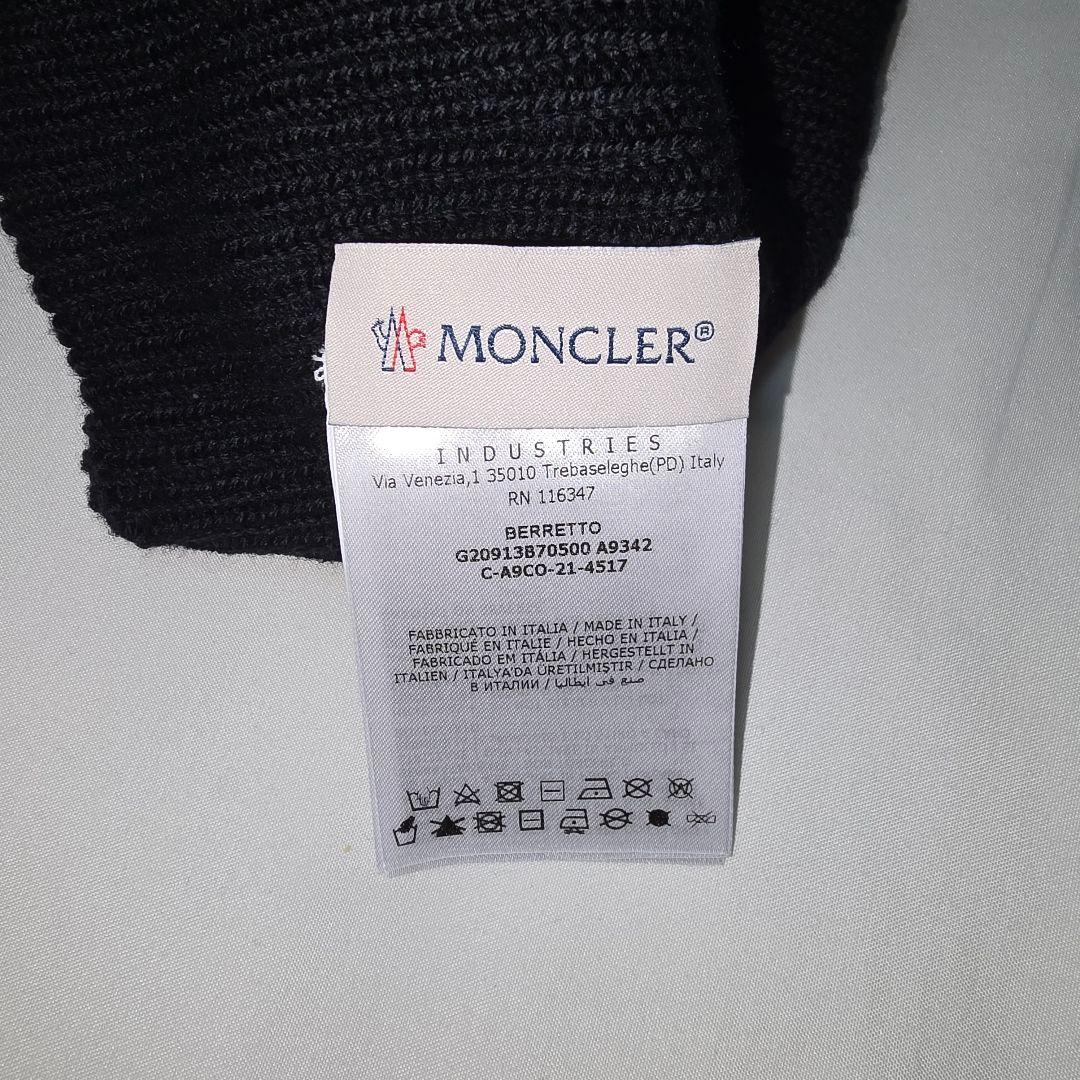 MONCLER®
INDUSTRIES
Via Venezia,1 35010 Trebaseleghe(PD) Italy
RN 116347
BERRETTO
G20913B70500 A9342
C-A9CO-21-4517
FABBRICATO IN ITALIA / MADE IN ITALY /
FABRIQUÉ EN ITALIE / HECHO EN ITALIA /
FABRICADO EM ITÁLIA / HERGESTELLT IN
ITALIEN / ITALYA'DA ÜRETILMIŞTIR / СДЕЛАНО
В ИТАЛИИ / صنع في ايطاليا